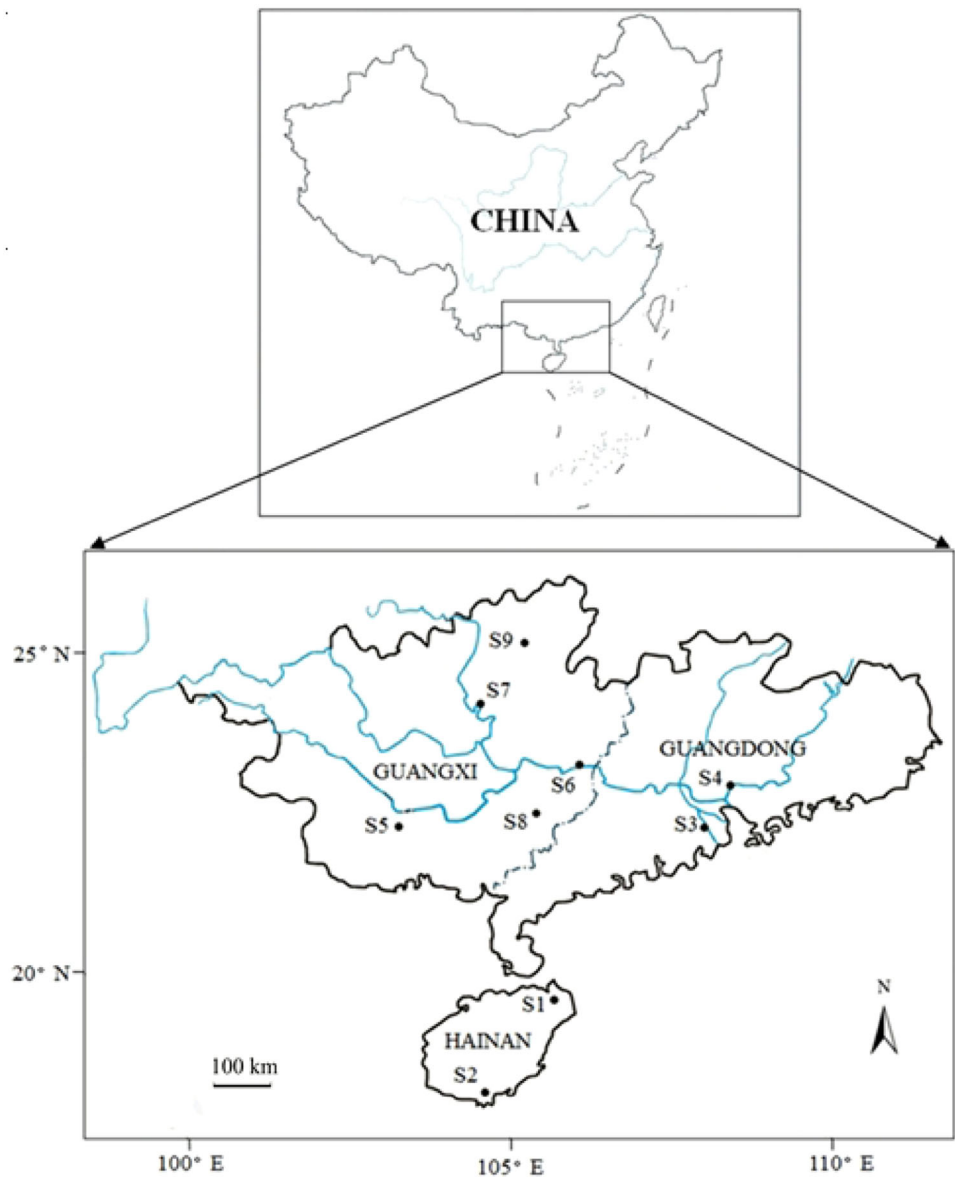 CHINA
25° N
S9
S7
GUANGDONG
GUANGXI
S4
S6
S8
S5
S3
20° N
S1
N
HAINAN
100 km
S2
100° E
105° E
110° E